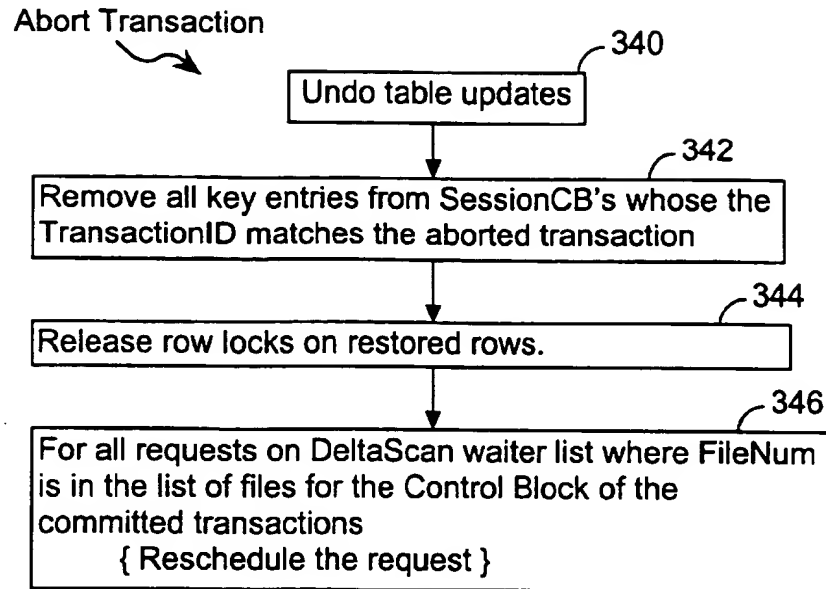 Abort Transaction
340
Undo table updates
342
Remove all key entries from SessionCB's whose the
TransactionID matches the aborted transaction
344
Release row locks on restored rows.
346
For all requests on DeltaScan waiter list where FileNum
is in the list of files for the Control Block of the
committed transactions
{ Reschedule the request }